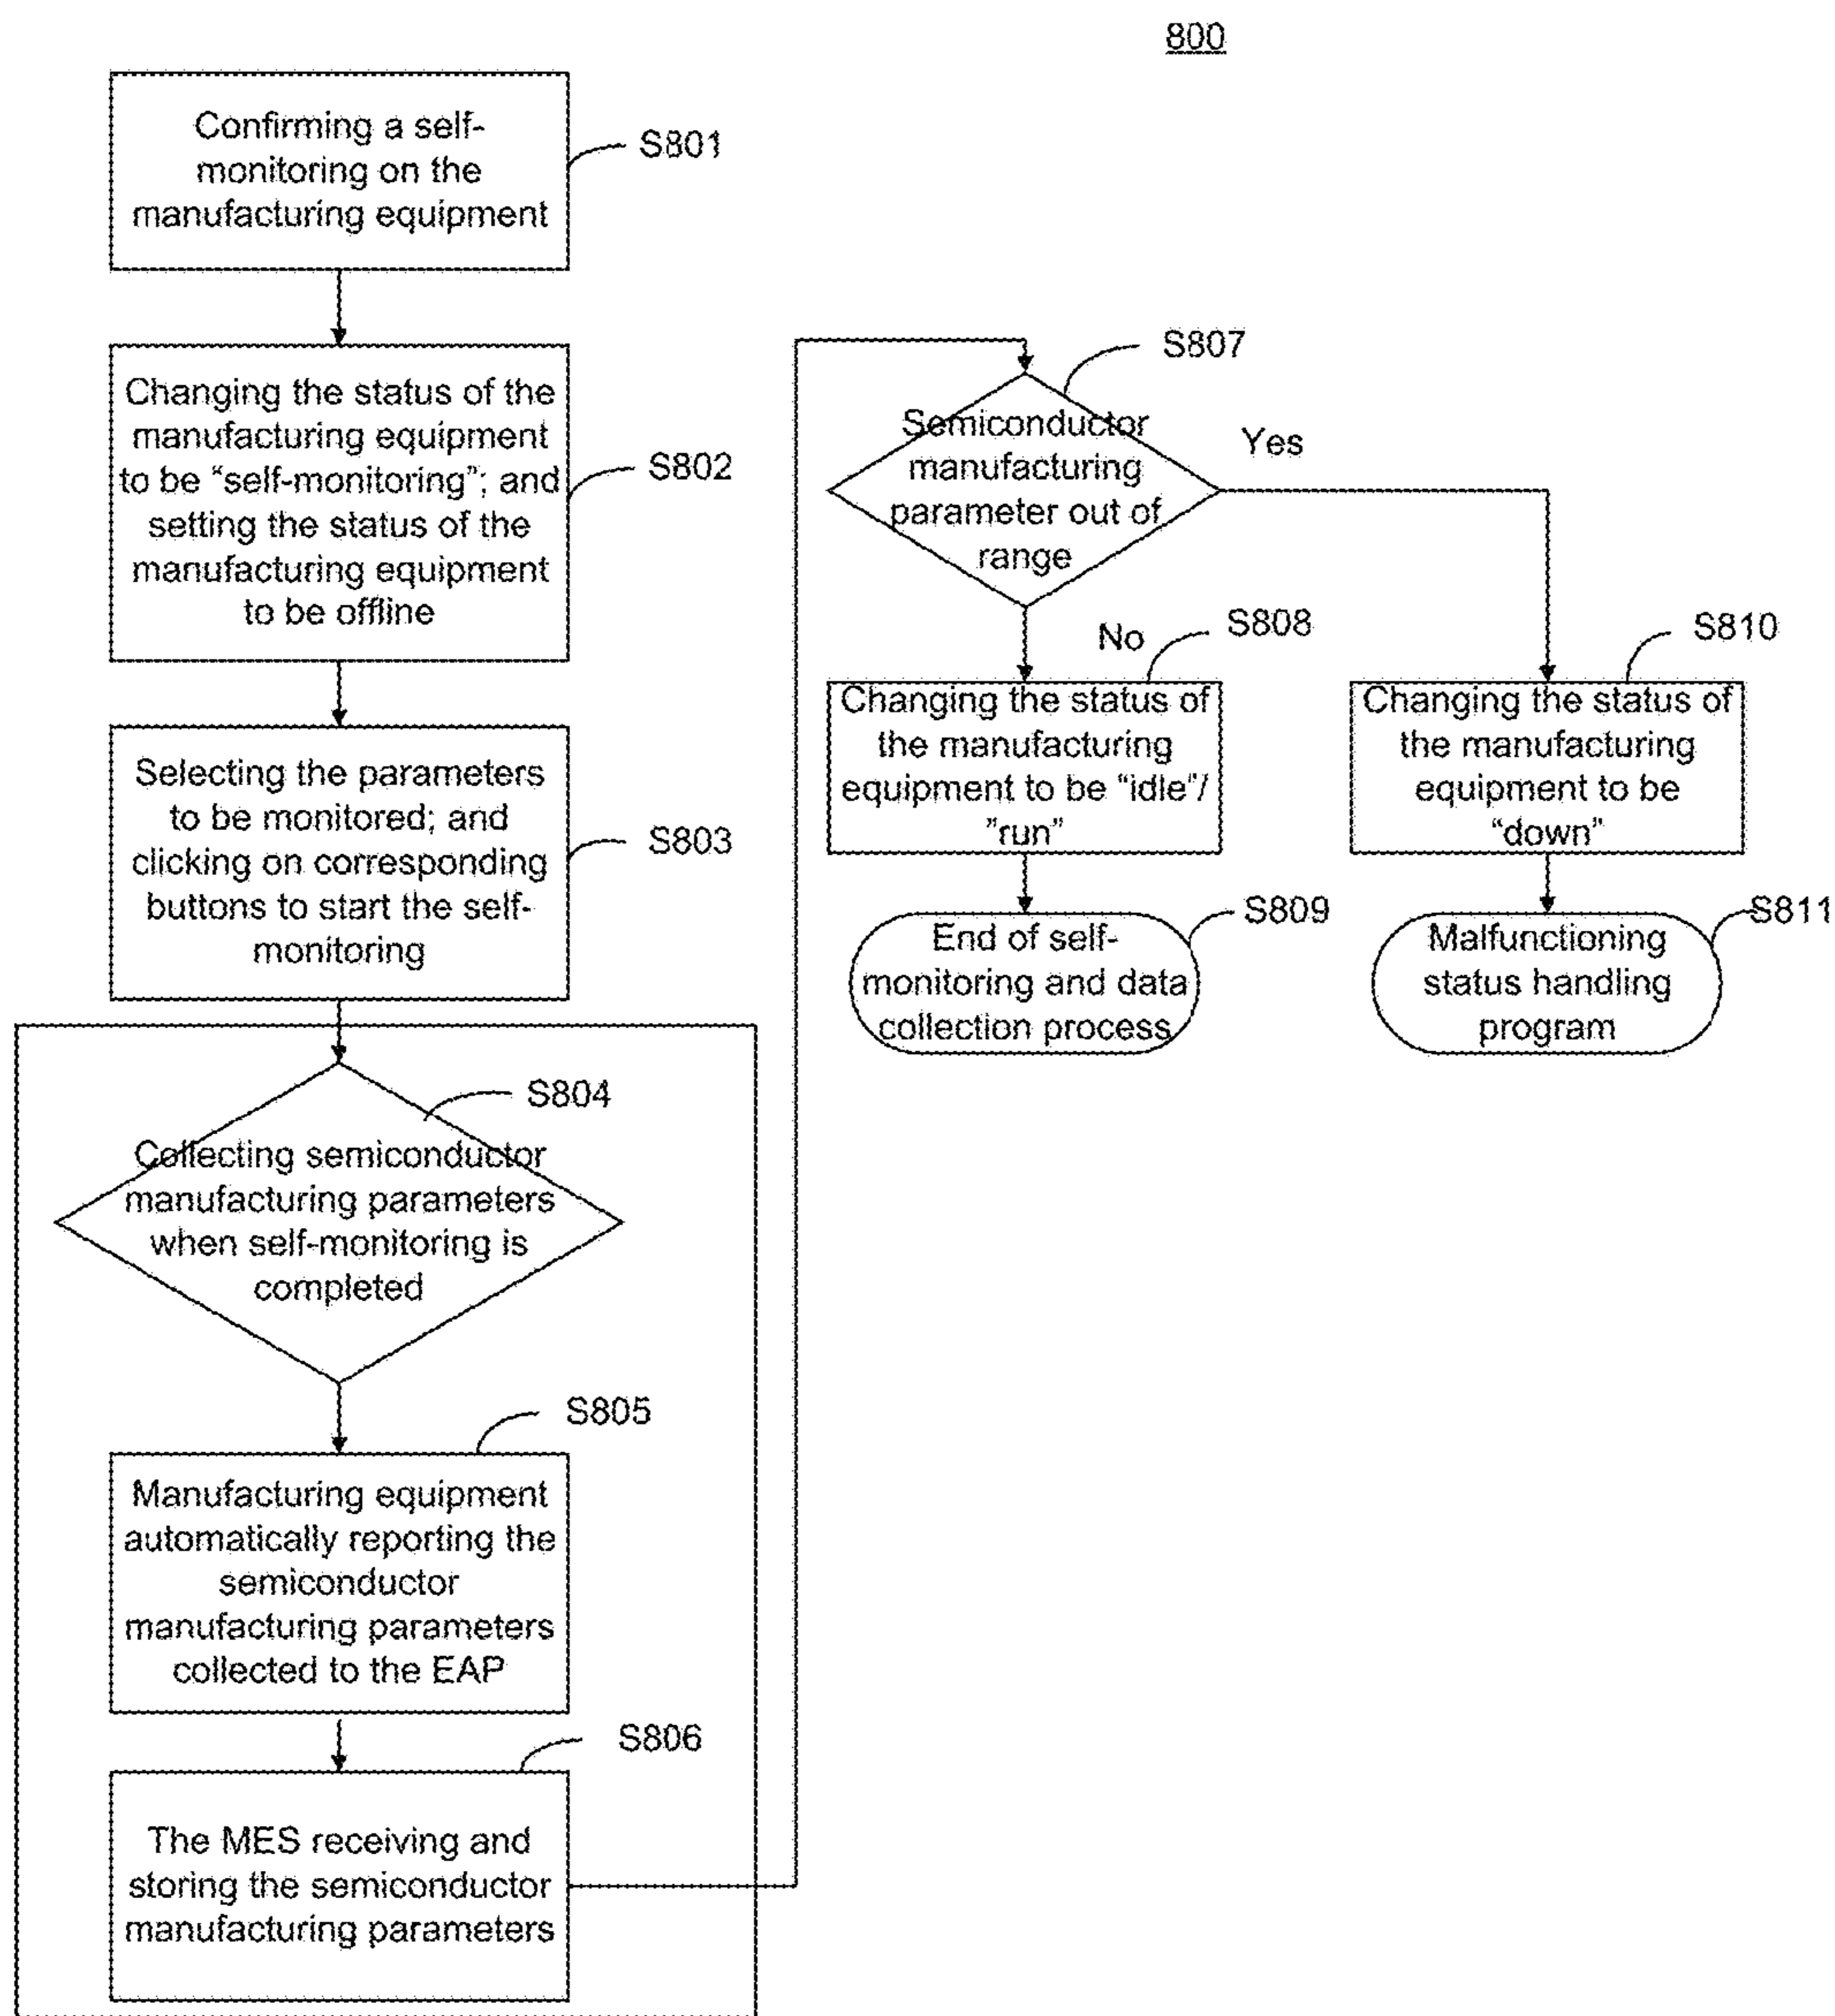 800
Confirming a self-
monitoring on the
manufacturing equipment
S801
Changing the status of the
manufacturing equipment
to be “self-monitoring”; and
setting the status of the
manufacturing equipment
to be offline
S802
Selecting the parameters
to be monitored; and
clicking on corresponding
buttons to start the self-
monitoring
S803
S804
Collecting semiconductor
manufacturing parameters
when self-monitoring is
completed
S805
Manufacturing equipment
automatically reporting the
semiconductor
manufacturing parameters
collected to the EAP
S806
The MES receiving and
storing the semiconductor
manufacturing parameters
S807
Semiconductor
manufacturing
parameter out of
range
Yes
No
S808
Changing the status of
the manufacturing
equipment to be “idle”/
”run”
S809
End of self-
monitoring and data
collection process
S810
Changing the status of
the manufacturing
equipment to be
“down”
S811
Malfunctioning
status handling
program